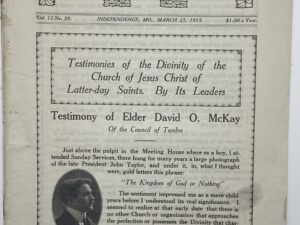 Vol. 12 No. 39. INDEPENDENCE, MO., MARCH 23, 1915. $1.00 a Year.
Testimonies of the Divinity of the
Church of Jesus Christ of
Latter-day Saints. By Its Leaders
Testimony of Elder David O. McKay
Of the Council of Twelve
Just above the pulpit in the Meeting House where as a boy, I at-
tended Sunday Services, there hung for many years a large photograph
of the late President John Taylor, and under it, in, what I thought
were, gold letters this phrase:
"The Kingdom of God or Nothing"
The sentiment impressed me as a mere child
years before I understood its real significance. I
seemed to realize at that early date that there is
no other Church or organization that approaches
the perfection or possesses the Divinity that char-